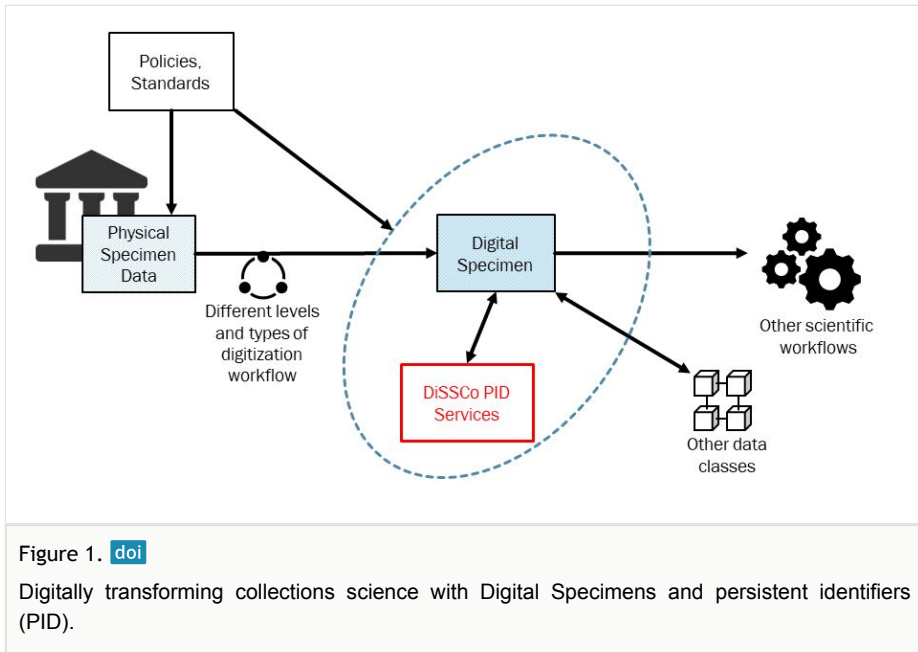 Policies,
Standards
Physical
Specimen
Data
Different levels
and types of
digitization
workflow
Digital
Specimen
DiSSCo PID
Services
Other scientific
workflows
Other data
classes
Figure 1. doi
Digitally transforming collections science with Digital Specimens and persistent identifiers
(PID).